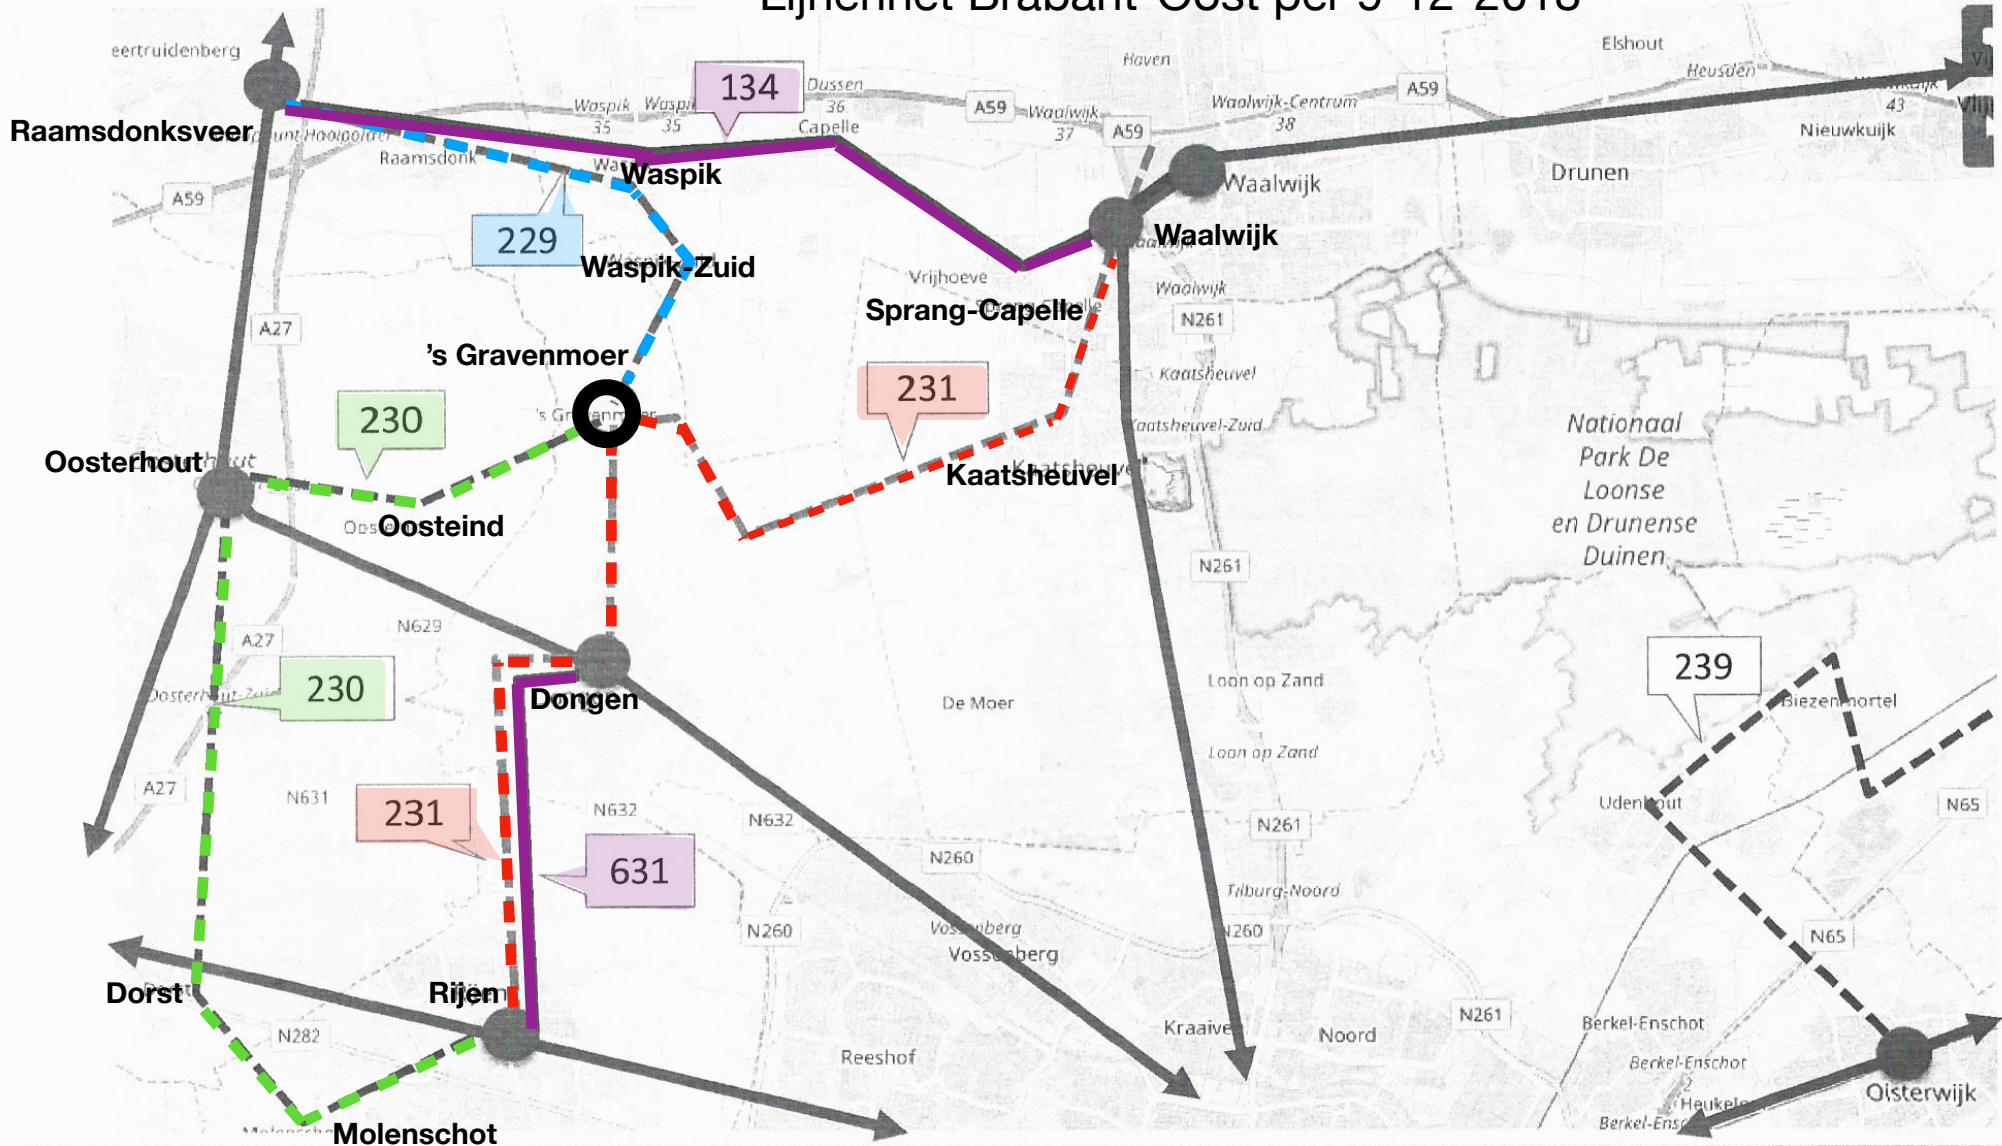 Lijnennet Brabant-Oost per 9-12-2018
eertruidenberg
Haven
Elshout
Heusden
134
Dussen
36
Capelle
A59
Waalwijk
37
A59
Waalwijk-Centrum
38
A59
43
Nieuwkuijk
Raamsdonksveer
Raamsdonk
Waspik
35
35
Waspik
A59
229
Waspik-Zuid
Waalwijk
Waalwijk
Drunen
Vrijhoeve
Sprang-Capelle
Waalwijk
N261
A27
's Gravenmoer
230
231
Kaatsheuvel
Kaatsheuvel-Zuid
Kaatsheuvel
Nationaal
Park De
Loonse
en Drunense
Duinen
Oosterhout
Oosteind
N261
N629
A27
230
Dongen
De Moer
Loon op Zand
Loon op Zand
239
Biezenmortel
Udenhout
N65
A27
N631
231
N632
N632
631
N260
N261
Tilburg-Noord
N260
Vossenberg
Vossenberg
N260
N65
Dorst
Rijen
N282
Reeshof
Kraaiven
Noord
N261
Berkel-Enschot
Berkel-Enschot
2
Oisterwijk
Molenschot